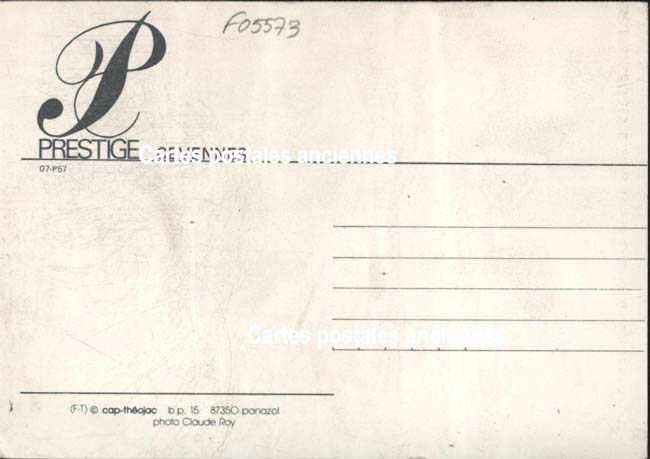 F05573
PRESTIGE CEVENNES
Cartes postales anciennes
07-P57
Cartes postales anciennes
(F-T) © cap-théojac b.p. 15 87350 panazol
photo Claude Roy